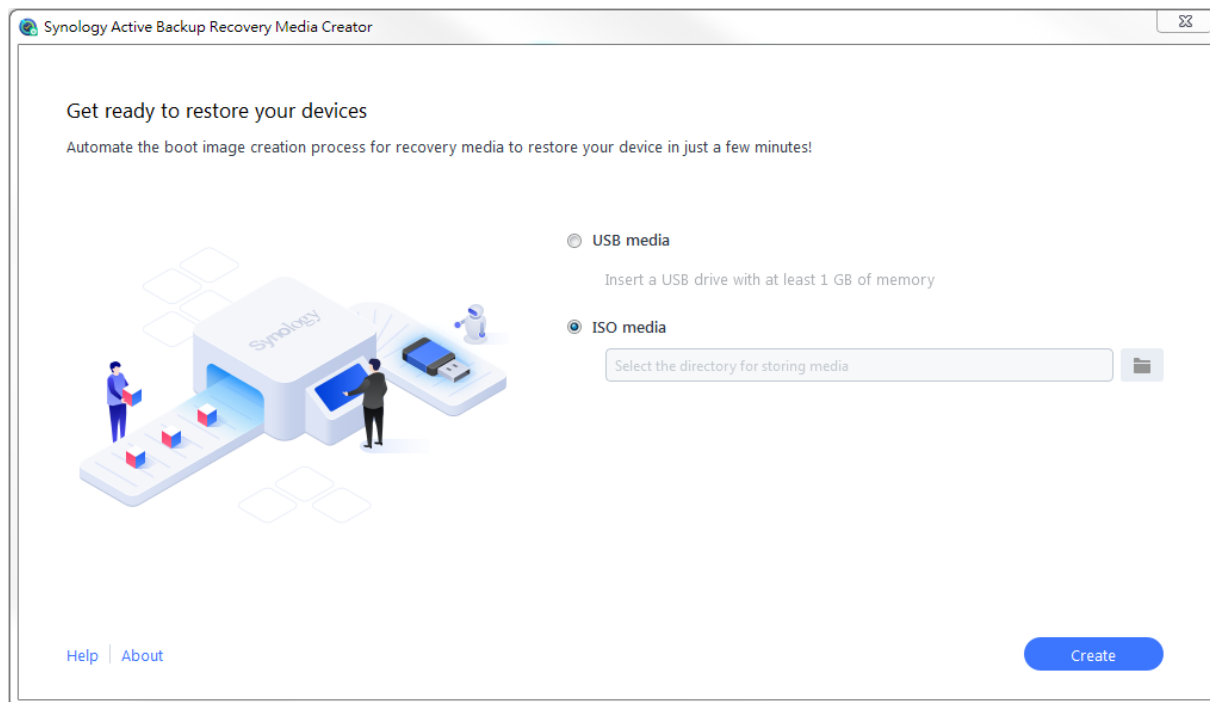 Synology Active Backup Recovery Media Creator
Get ready to restore your devices
Automate the boot image creation process for recovery media to restore your device in just a few minutes!
Synology
USB media
Insert a USB drive with at least 1 GB of memory
ISO media
Select the directory for storing media
Help
About
Create